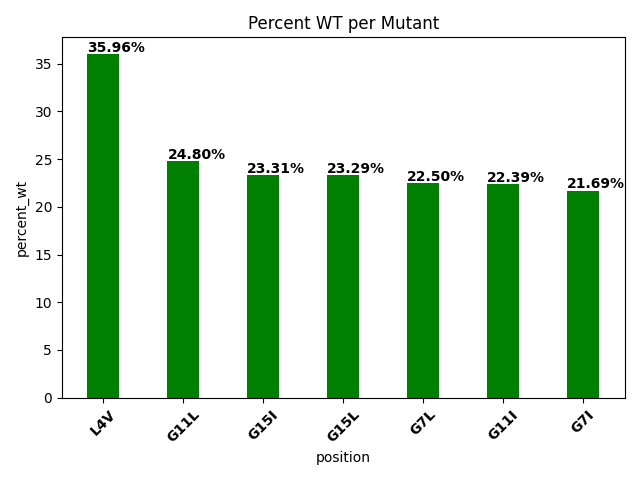 Percent WT per Mutant
35.96%
24.80%
23.31%
23.29%
22.50%
22.39%
21.69%
35
30
25
20
15
10
5
0
percent_wt
L4V
G11L
G15I
G15L
G7L
G11I
G7I
position